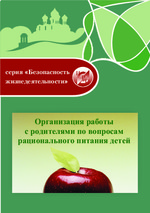 серия «Безопасность
жизнедеятельности»
Организация работы
с родителями по вопросам
рационального питания детей